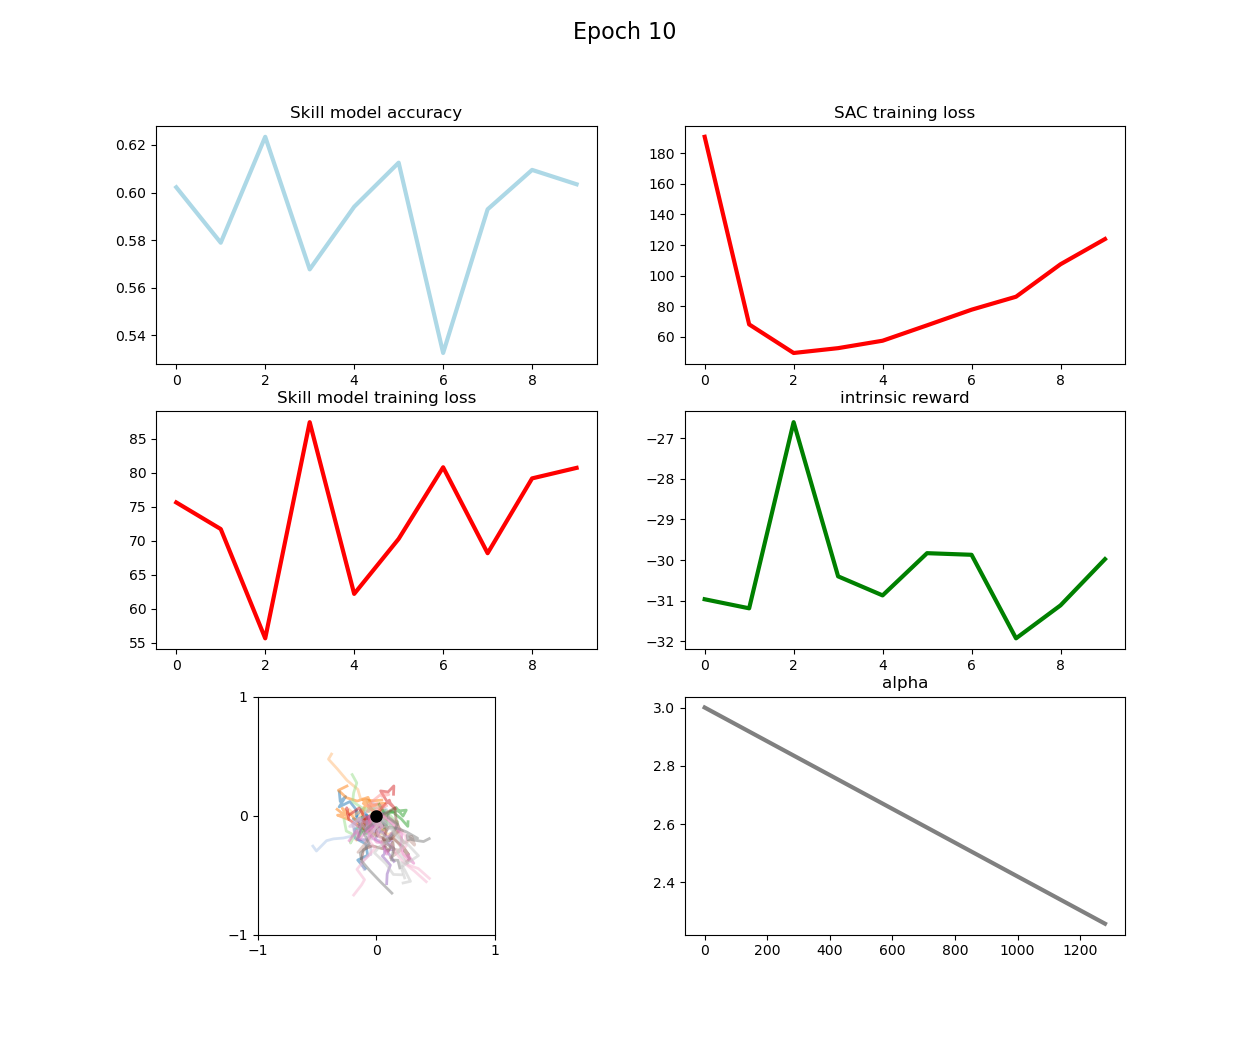 Epoch 10
Skill model accuracy
0.62
0.60
0.58
0.56
0.54
0 2 4 6 8
SAC training loss
180
160
140
120
100
80
60
0 2 4 6 8
Skill model training loss
85
80
75
70
65
60
55
0 2 4 6 8
intrinsic reward
−27
−28
−29
−30
−31
−32
0 2 4 6 8
1
0
−1
−1 0 1
alpha
3.0
2.8
2.6
2.4
0 200 400 600 800 1000 1200